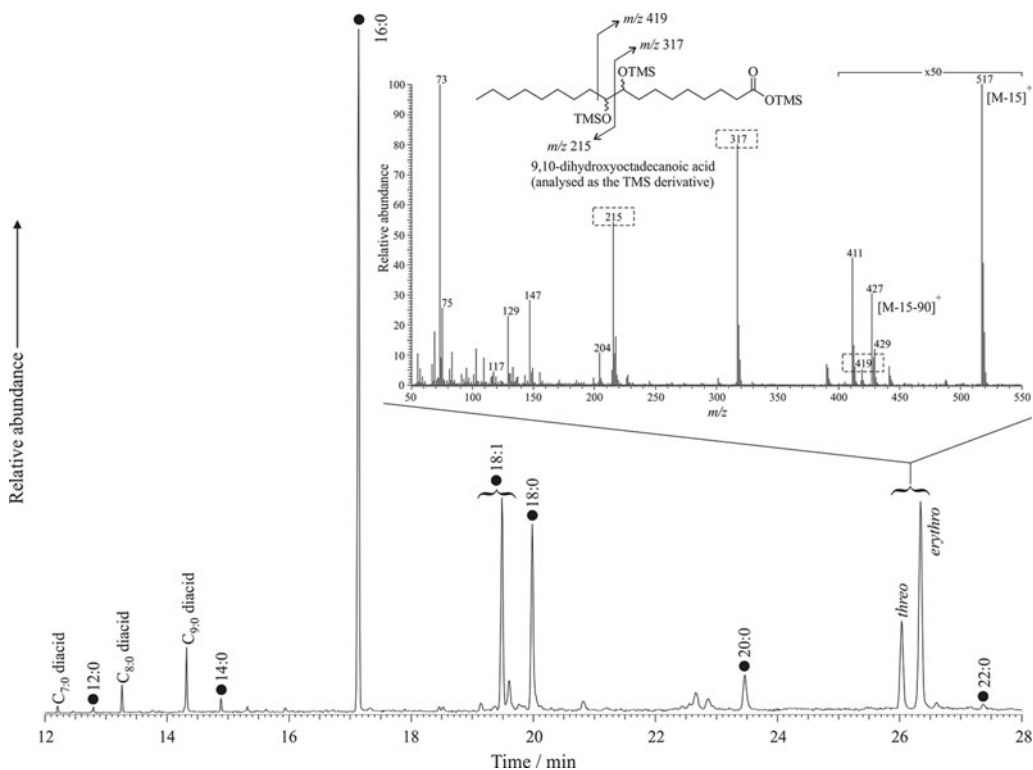 16:0
m/z 419
m/z 317
OTMS
O
OTMS
TMSO
m/z 215
9,10-dihydroxyoctadecanoic acid
(analysed as the TMS derivative)
x50
517
[M-15]⁺
73
317
215
411
427
[M-15-90]⁺
429
419
147
129
75
204
117
100
90
80
70
60
50
40
30
20
10
0
Relative abundance
50
100
150
200
250
300
350
400
450
500
550
m/z
Relative abundance
C7:0 diacid
12:0
C8:0 diacid
C9:0 diacid
14:0
18:1
18:0
20:0
threo
erythro
22:0
12
14
16
18
20
22
24
26
28
Time / min